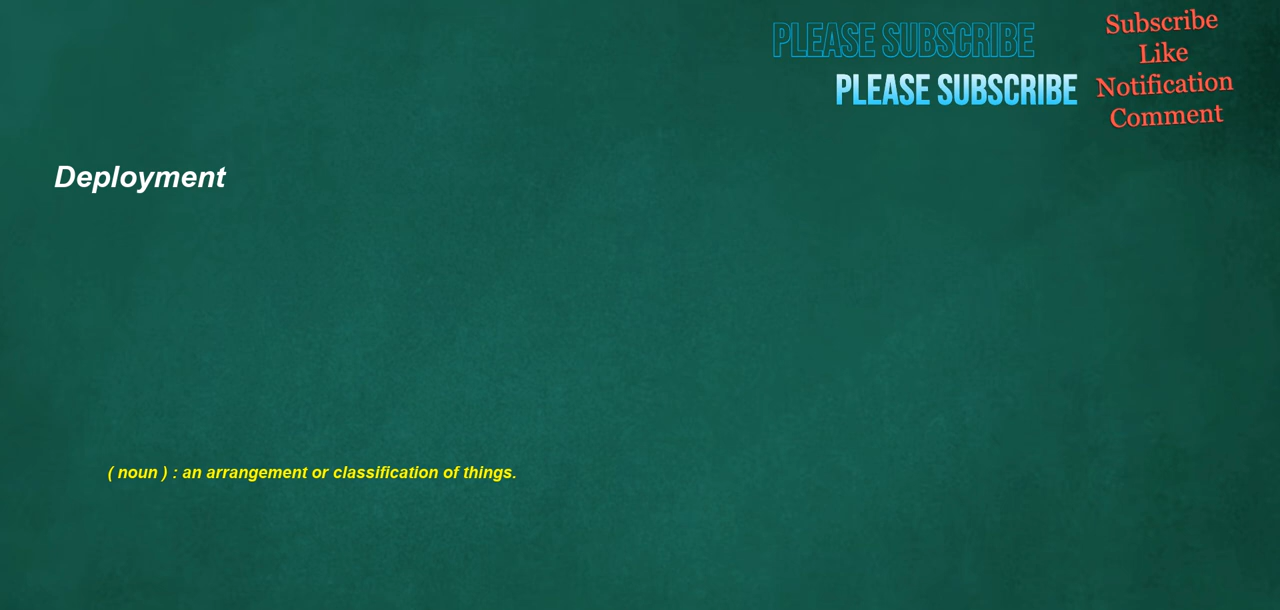 PLEASE SUBSCRIBE
PLEASE SUBSCRIBE
Subscribe
Like
Notification
Comment
Deployment
( noun ) : an arrangement or classification of things.